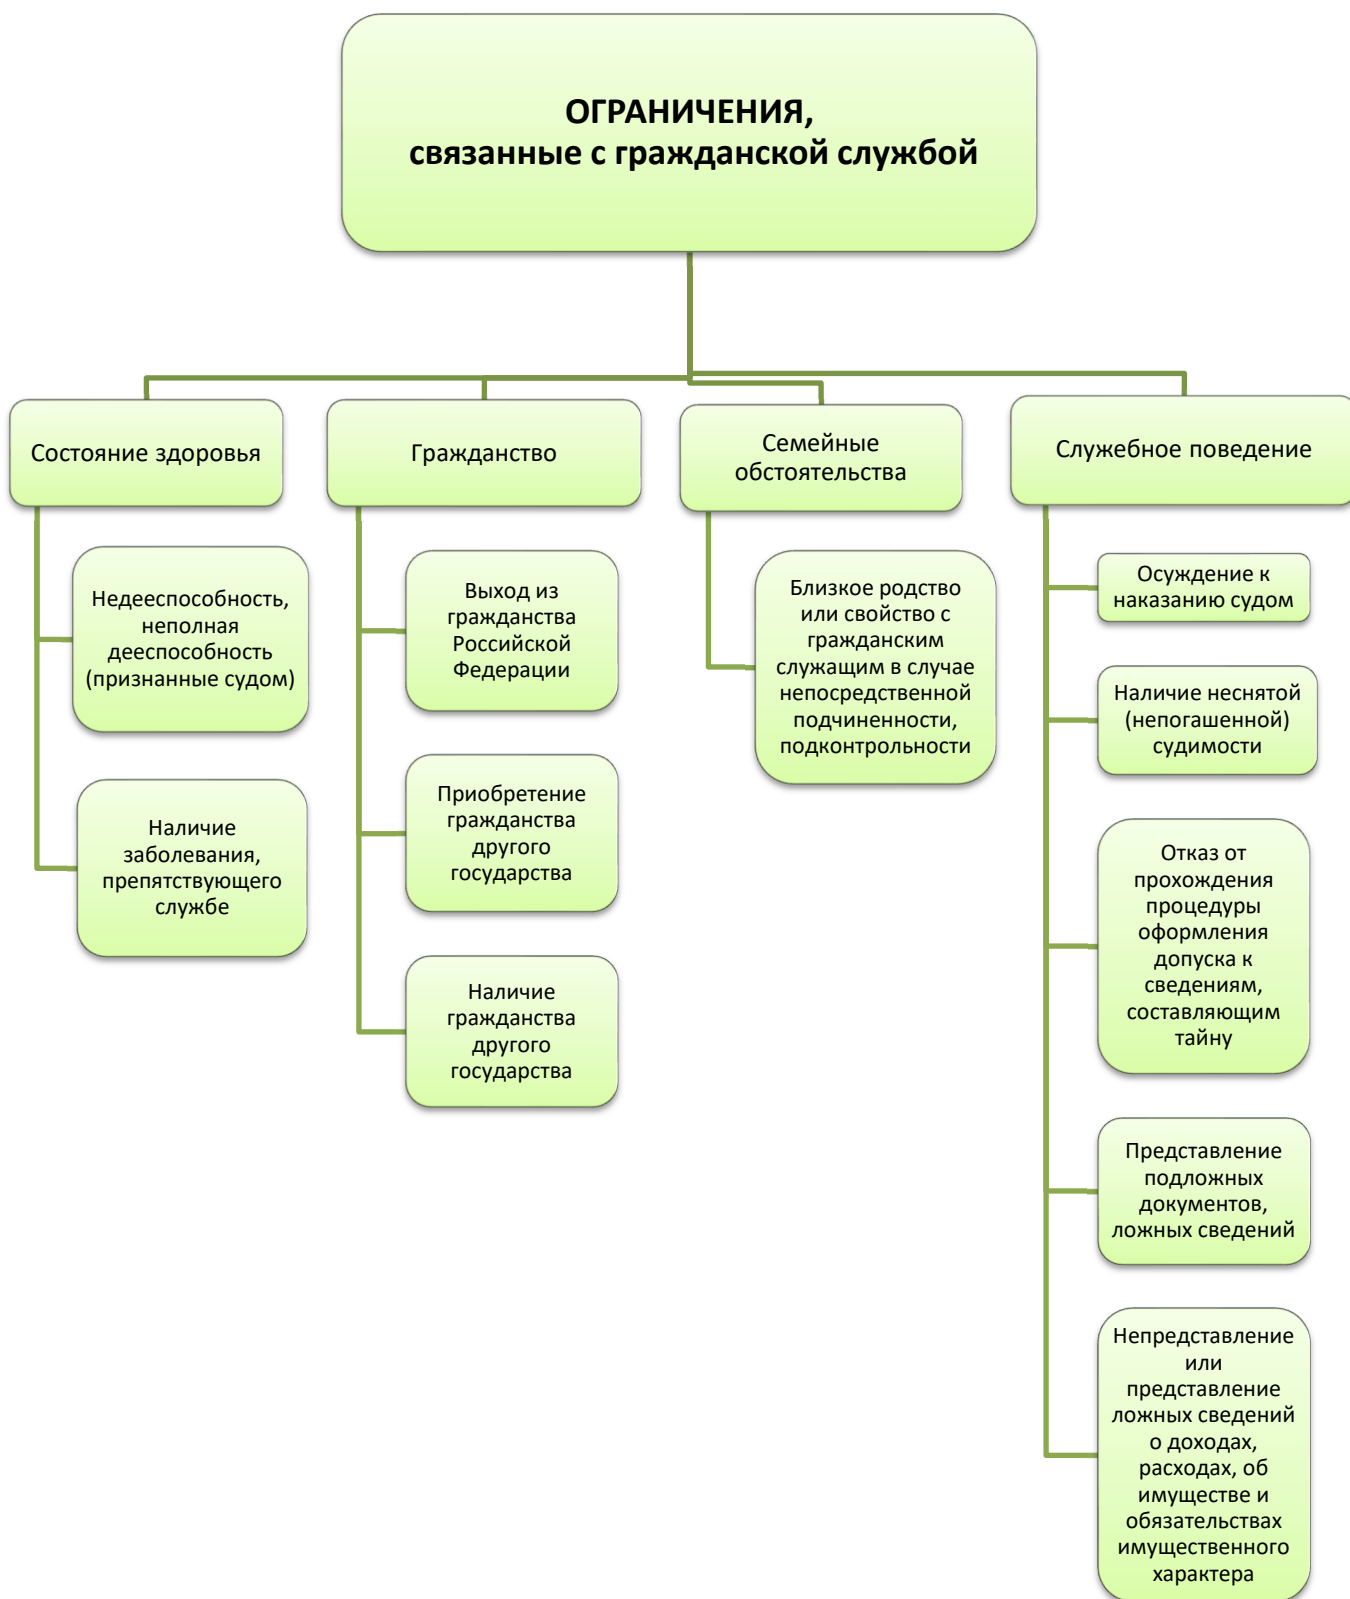 ОГРАНИЧЕНИЯ,
связанные с гражданской службой
Состояние здоровья
Недееспособность,
неполная
дееспособность
(признанные судом)
Наличие
заболевания,
препятствующего
службе
Гражданство
Выход из
гражданства
Российской
Федерации
Приобретение
гражданства
другого
государства
Наличие
гражданства
другого
государства
Семейные
обстоятельства
Близкое родство
или свойство с
гражданским
служащим в случае
непосредственной
подчиненности,
подконтрольности
Служебное поведение
Осуждение к
наказанию судом
Наличие неснятой
(непогашенной)
судимости
Отказ от
прохождения
процедуры
оформления
допуска к
сведениям,
составляющим
тайну
Представление
подложных
документов,
ложных сведений
Непредставление
или
представление
ложных сведений
о доходах,
расходах, об
имуществе и
обязательствах
имущественного
характера